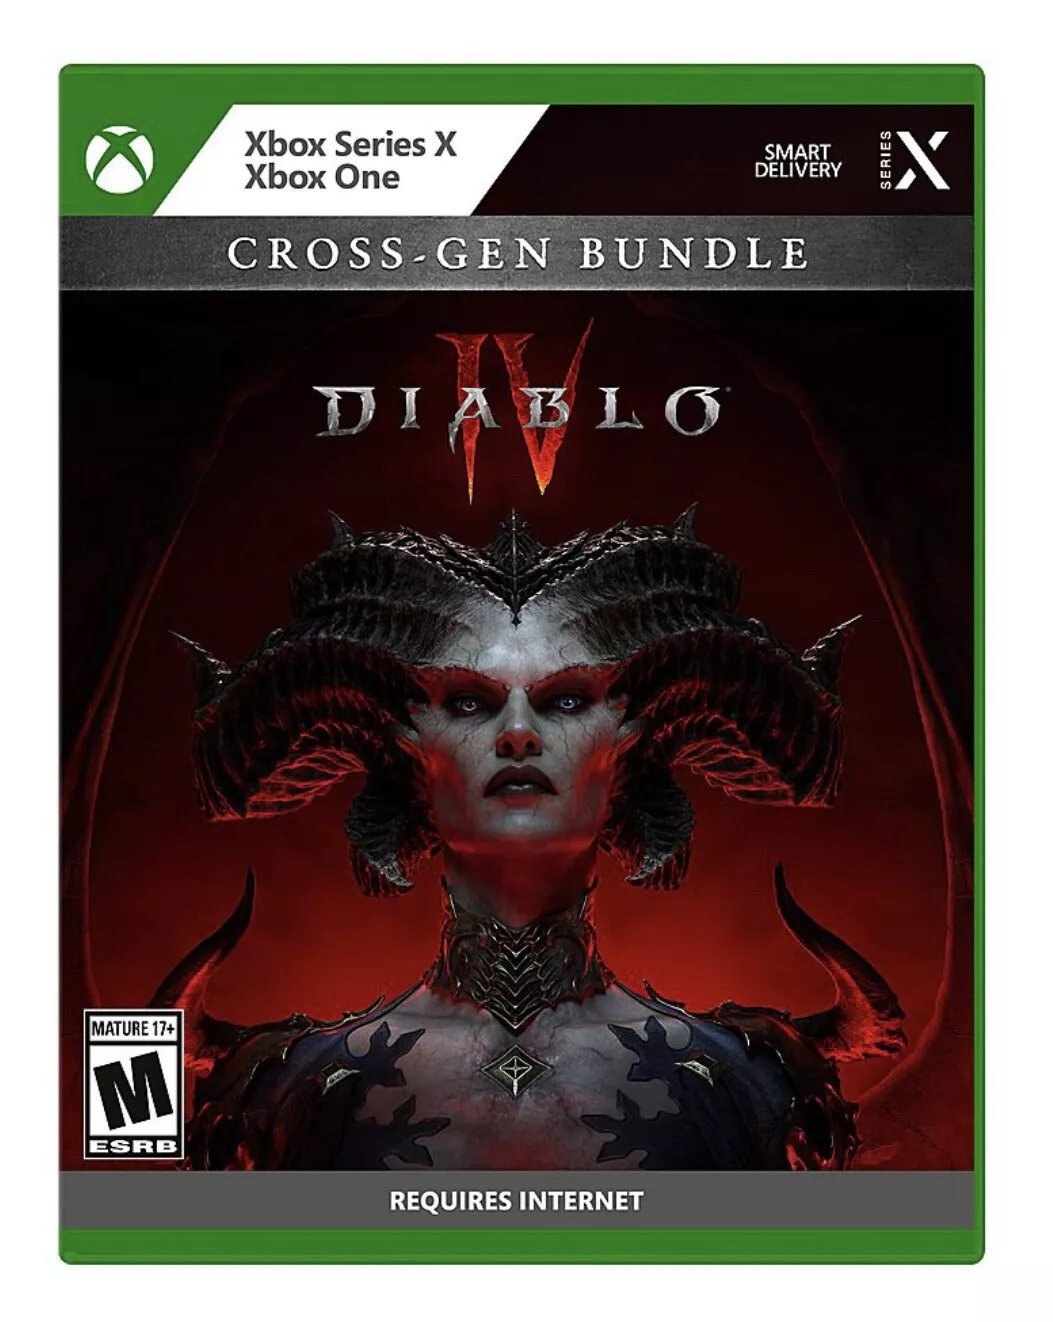 Xbox Series X
Xbox One
SMART
DELIVERY
SERIES X
CROSS-GEN BUNDLE
IV
DIABLO
MATURE 17+
M
ESRB
REQUIRES INTERNET